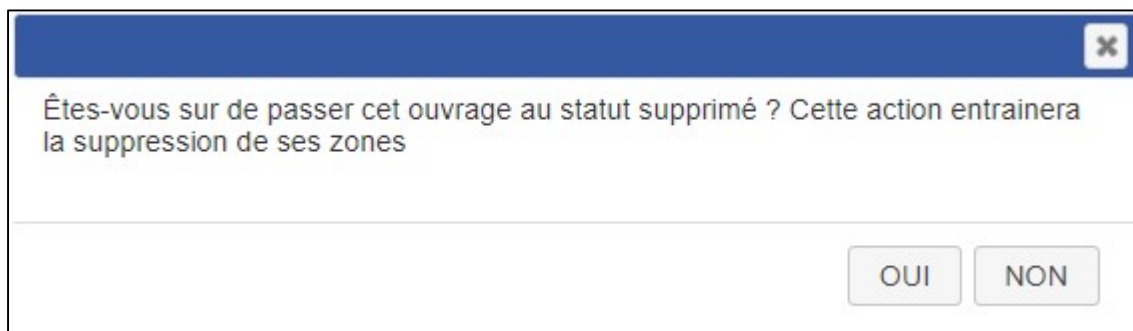 Êtes-vous sur de passer cet ouvrage au statut supprimé ? Cette action entrainera
la suppression de ses zones
OUI NON